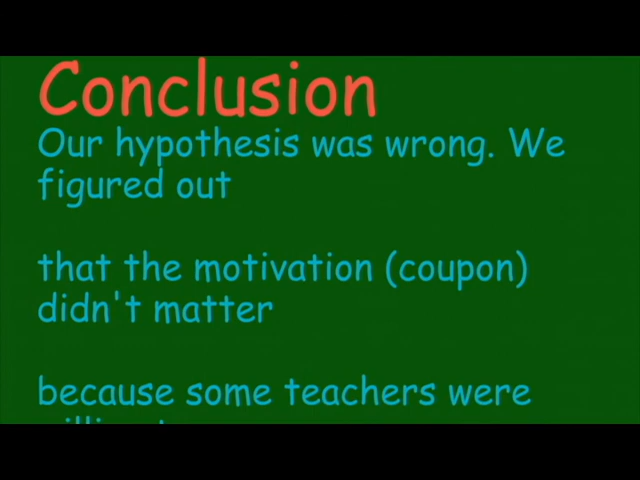 Conclusion
Our hypothesis was wrong. We
figured out
that the motivation (coupon)
didn't matter
because some teachers were